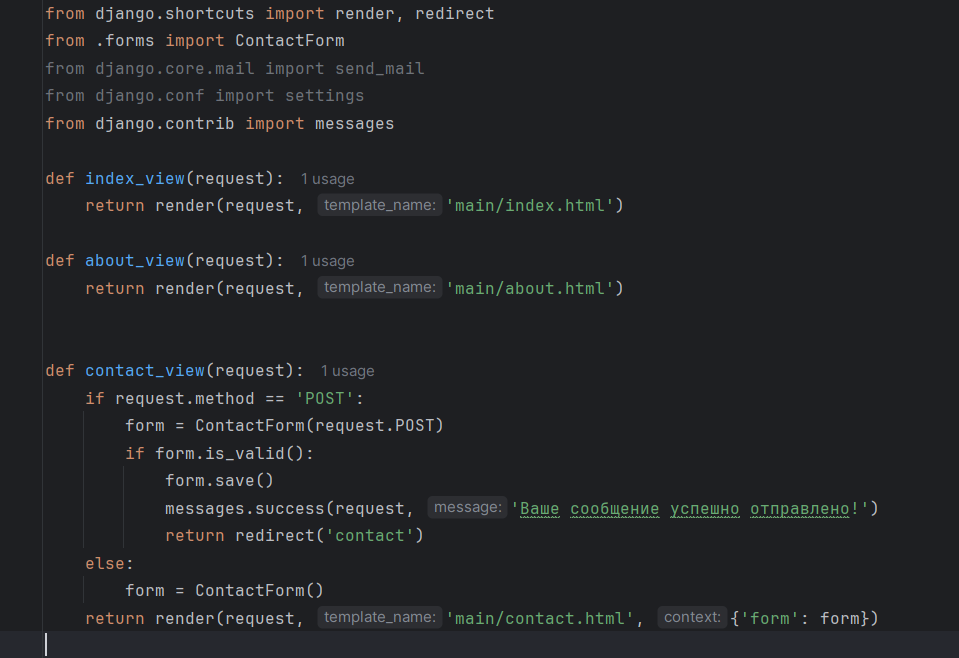 from django.shortcuts import render, redirect
from .forms import ContactForm
from django.core.mail import send_mail
from django.conf import settings
from django.contrib import messages
def index_view(request): 1 usage
    return render(request, template_name: 'main/index.html')
def about_view(request): 1 usage
    return render(request, template_name: 'main/about.html')
def contact_view(request): 1 usage
    if request.method == 'POST':
        form = ContactForm(request.POST)
        if form.is_valid():
            form.save()
            messages.success(request, message: 'Ваше сообщение успешно отправлено!')
            return redirect('contact')
    else:
        form = ContactForm()
    return render(request, template_name: 'main/contact.html', context: {'form': form})